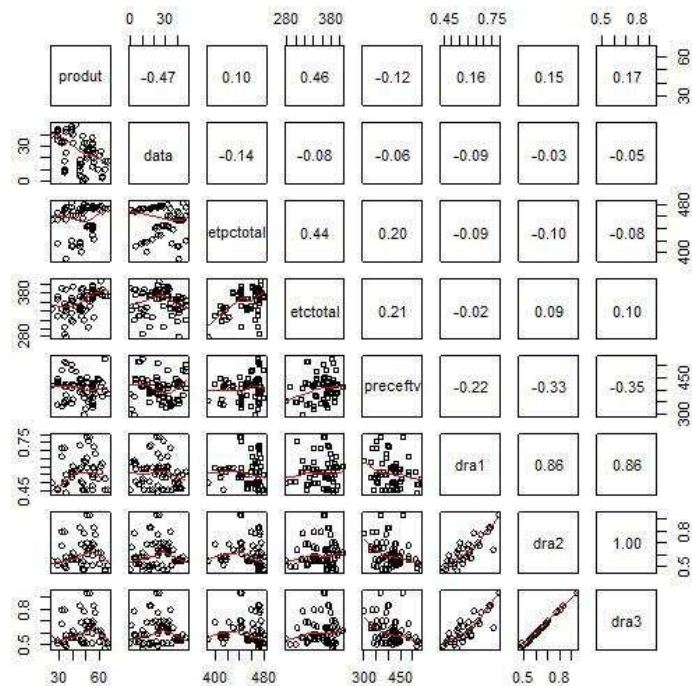 0 30
280 380
0.45 0.75
0.5 0.8
produt -0.47 0.10 0.46 -0.12 0.16 0.15 0.17
30 60
0 30
data -0.14 -0.08 -0.06 -0.09 -0.03 -0.05
etpctotal 0.44 0.20 -0.09 -0.10 -0.08
400 480
280 380
etctotal 0.21 -0.02 0.09 0.10
preceftv -0.22 -0.33 -0.35
300 450
0.45 0.75
dra1 0.86 0.86
dra2 1.00
0.5 0.8
0.5 0.8
dra3
30 60
400 480
300 450
0.5 0.8